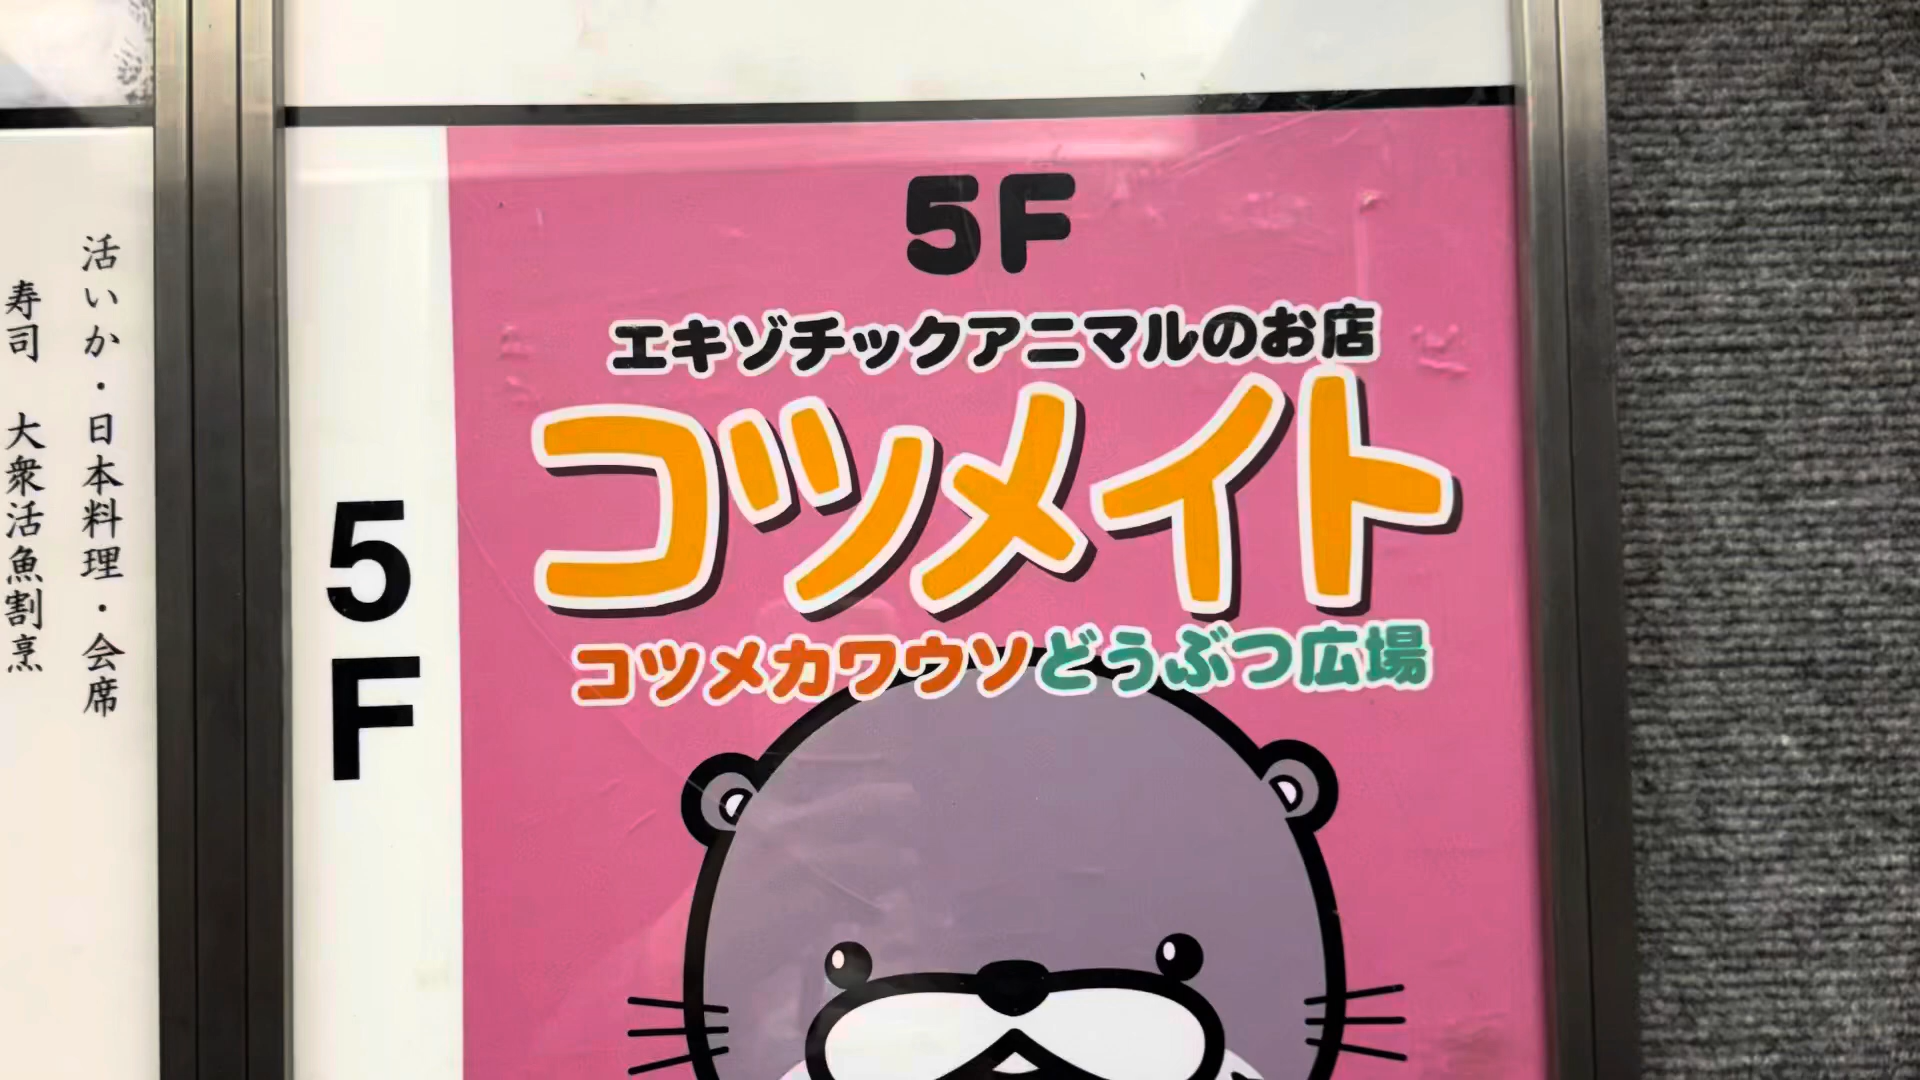 活いか・日本料理・会席
寿司 大衆活魚割烹
5F
5F
エキゾチックアニマルのお店
コツメイト
コツメカワウソどうぶつ広場